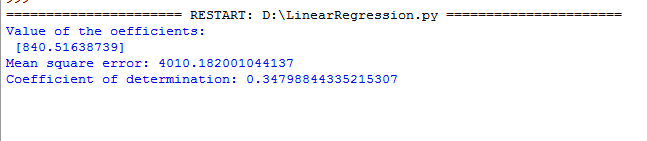 >>>
====================== RESTART: D:\LinearRegression.py ======================
Value of the oefficients:
[840.51638739]
Mean square error: 4010.182001044137
Coefficient of determination: 0.34798844335215307